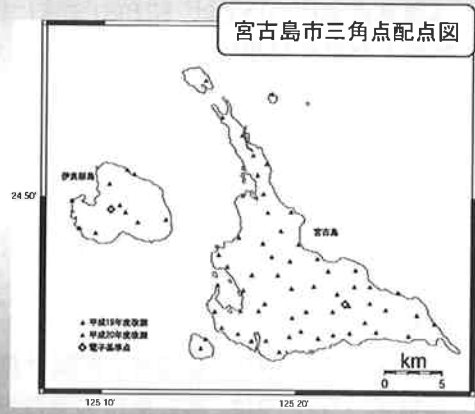 宮古島市三角点配点図
伊良部島
24 50'
宮古島
平成19年度改測
平成20年度改測
電子基準点
km
0 5
125 10'
125 20'